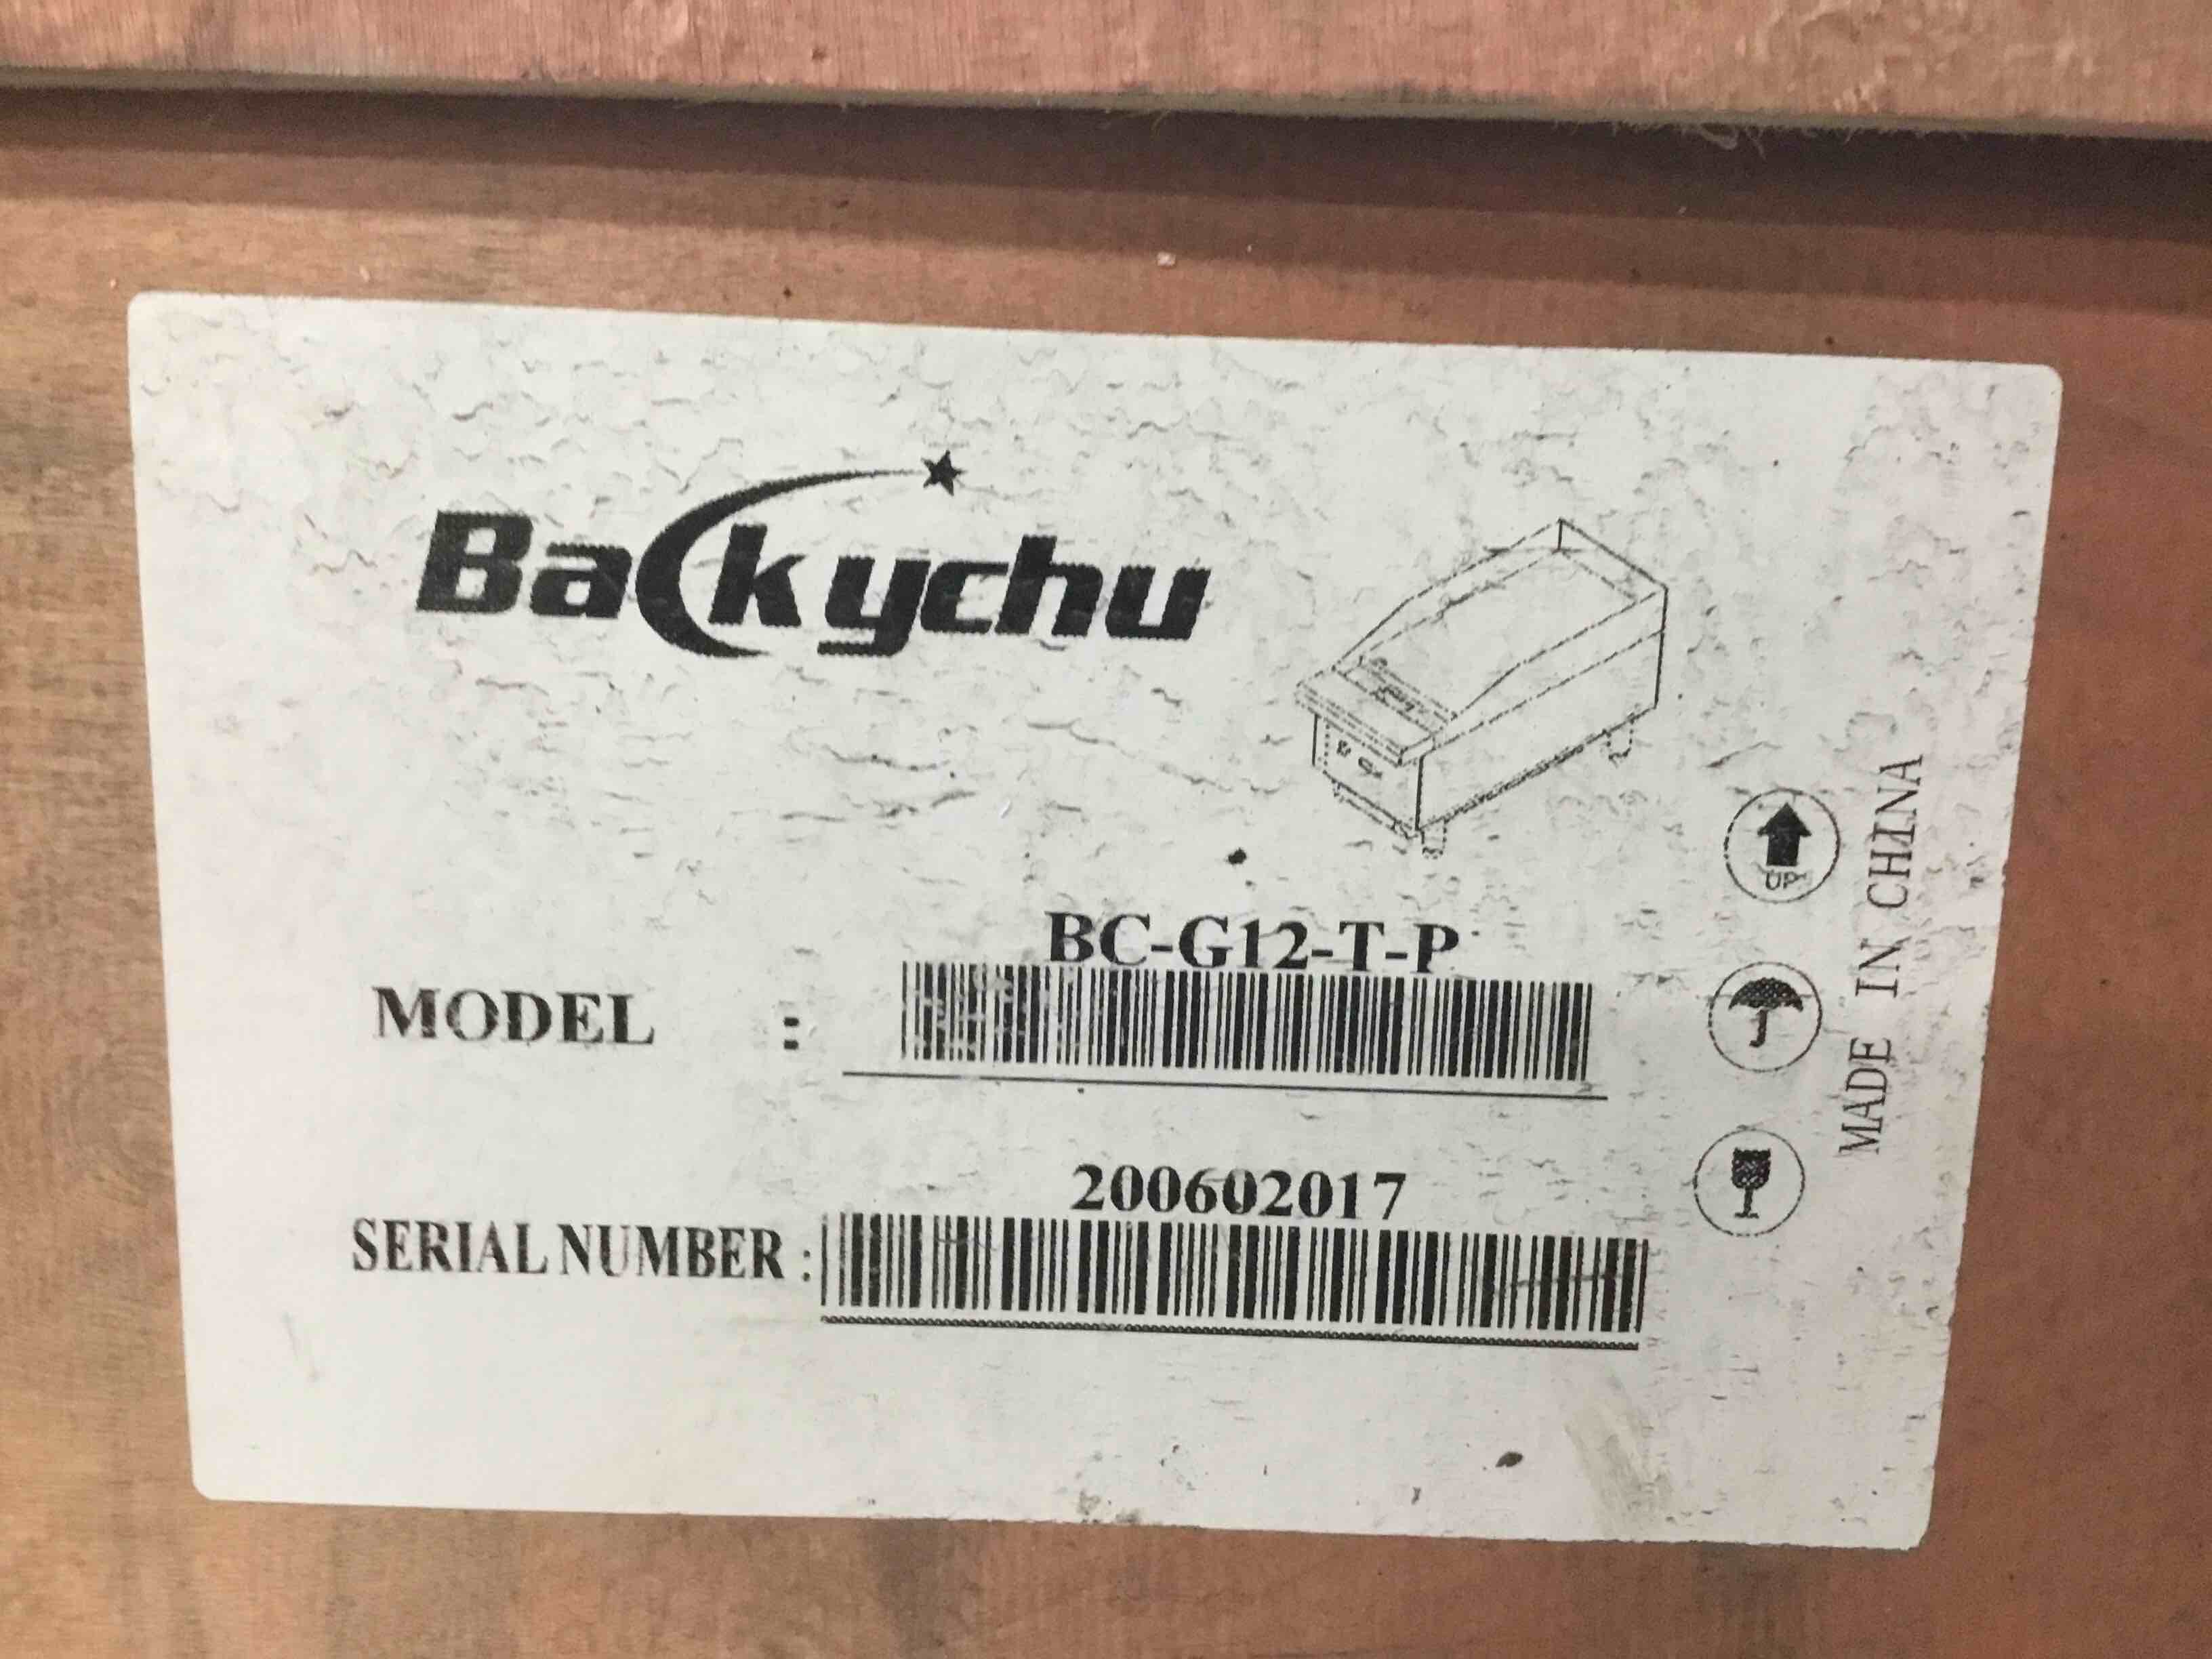 Backychu
BC-G12-T-P
MODEL :
200602017
SERIAL NUMBER :
UP
MADE IN CHINA